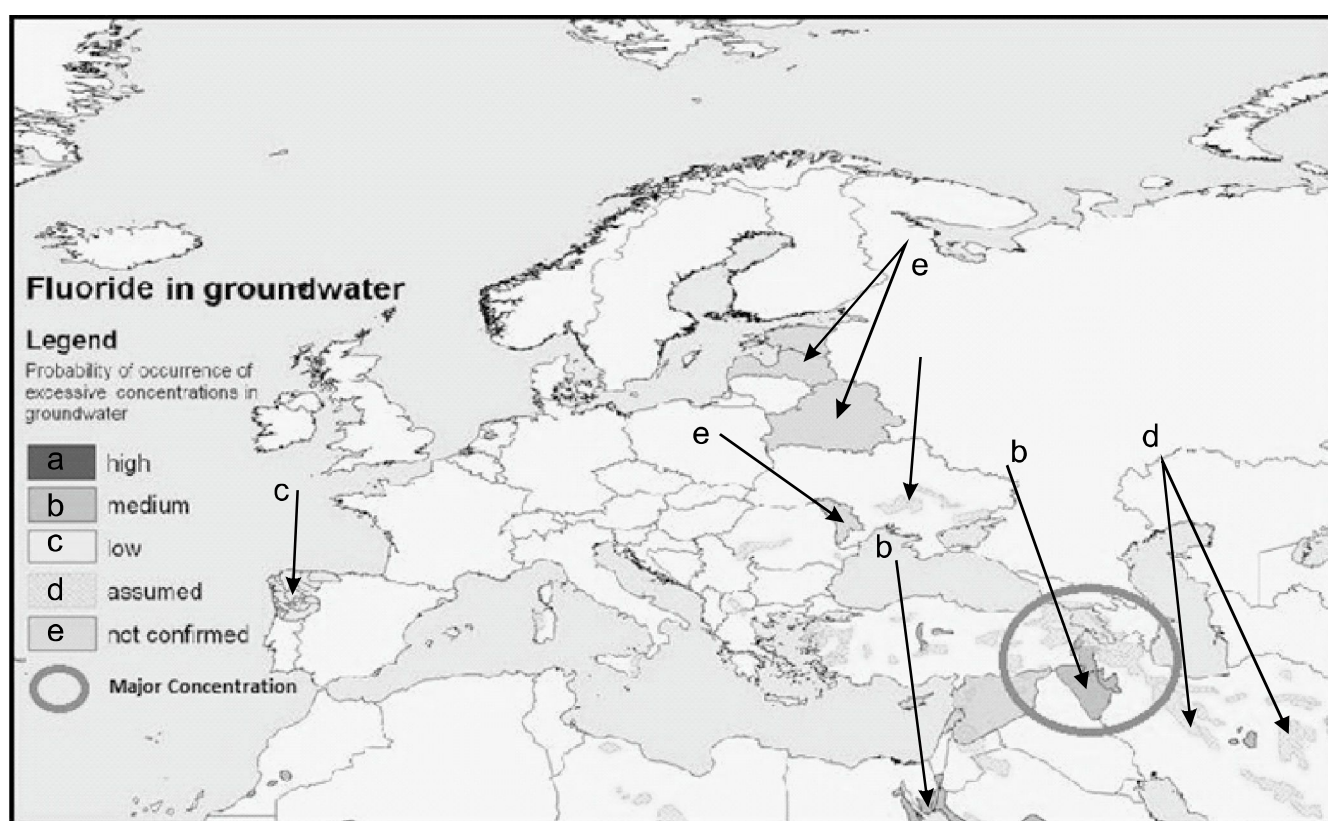 Fluoride in groundwater
Legend
Probability of occurrence of
excessive concentrations in
groundwater
a high
b medium
c low
d assumed
e not confirmed
Major Concentration
e
e
d
b
c
b